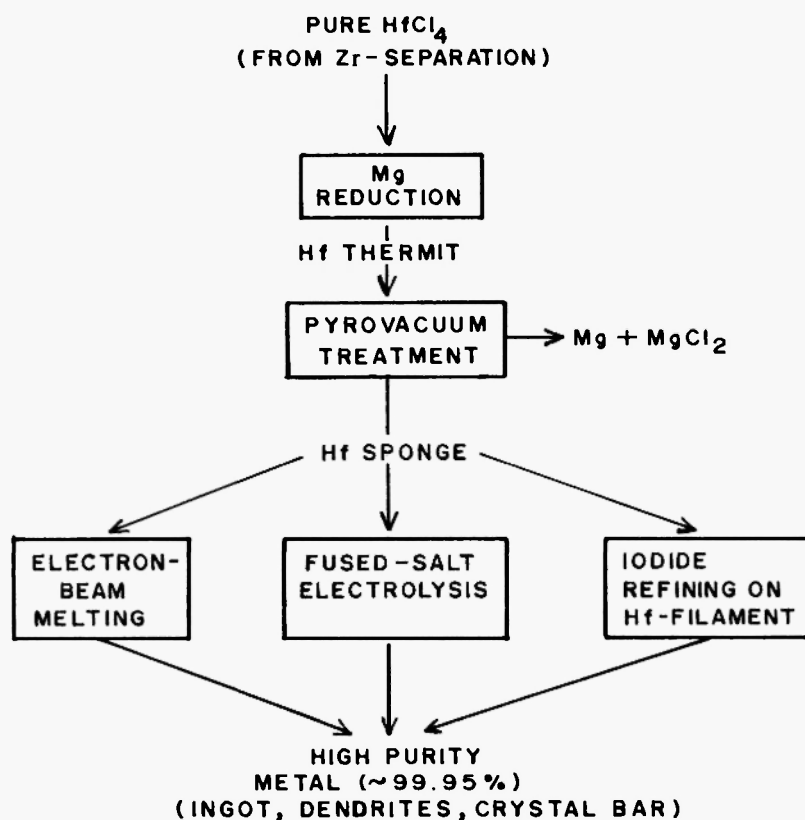 PURE HfCl4
(FROM Zr-SEPARATION)
Mg
REDUCTION
Hf THERMIT
PYROVACUUM
TREATMENT
Mg + MgCl2
Hf SPONGE
ELECTRON-
BEAM
MELTING
FUSED-SALT
ELECTROLYSIS
IODIDE
REFINING ON
Hf-FILAMENT
HIGH PURITY
METAL (~99.95%)
(INGOT, DENDRITES, CRYSTAL BAR)